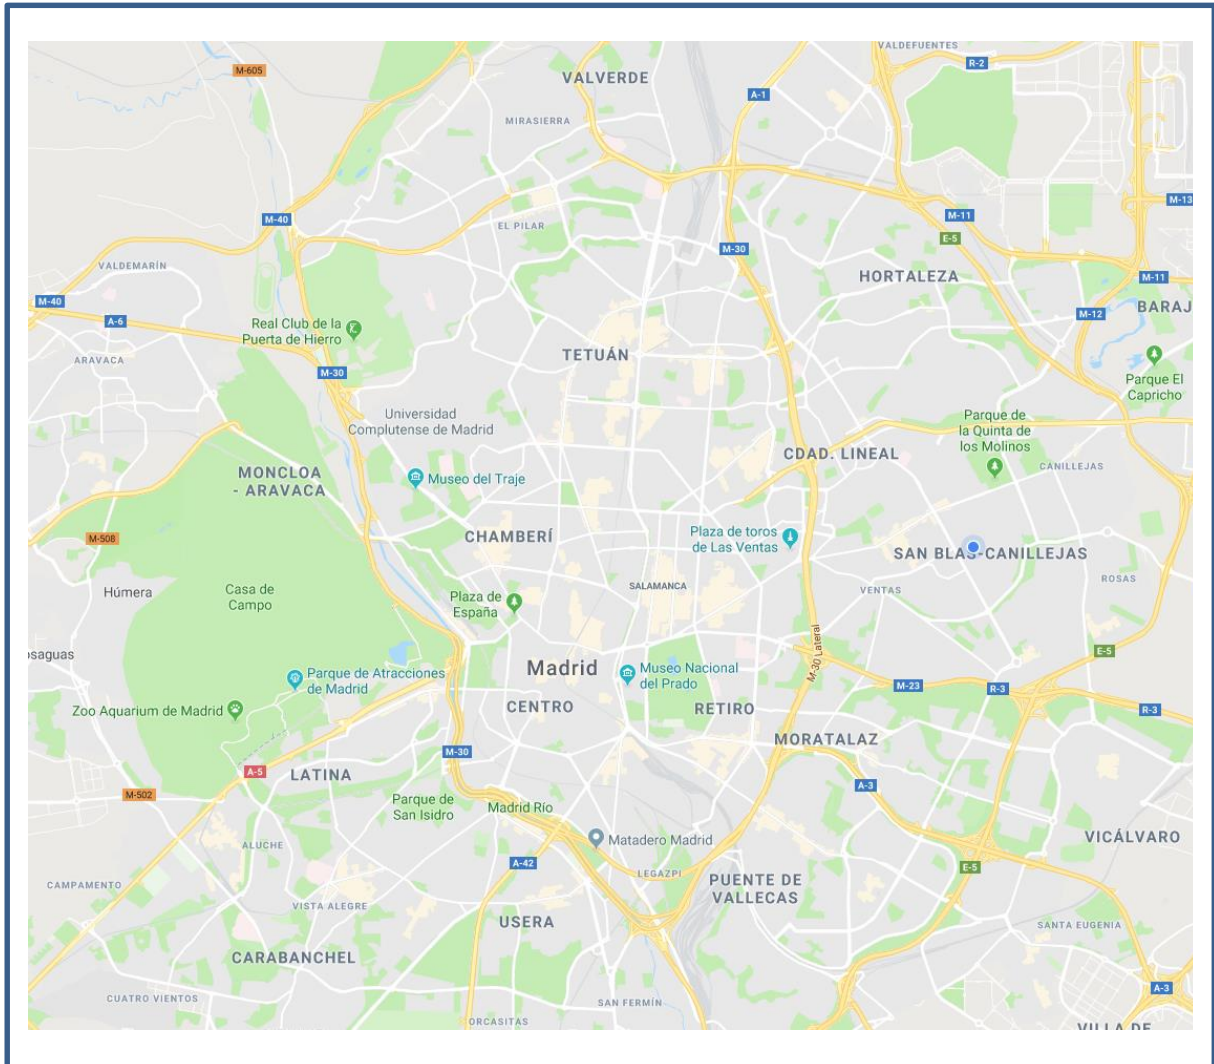 VALDEFUENTES
R-2
M-605
VALVERDE
A-1
MIRASIERRA
M-13
M-40
M-11
EL PILAR
E-5
M-30
VALDEMARÍN
HORTALEZA
M-11
M-40
BARAJ
A-6
M-12
Real Club de la
Puerta de Hierro
TETUÁN
ARAVACA
M-30
Parque El
Capricho
Universidad
Complutense de Madrid
Parque de
la Quinta de
los Molinos
CDAD. LINEAL
CANILLEJAS
MONCLOA
- ARAVACA
Museo del Traje
M-508
CHAMBERÍ
Plaza de toros
de Las Ventas
SAN BLAS-CANILLEJAS
ROSAS
Húmera
Casa de
Campo
SALAMANCA
VENTAS
Plaza de
España
M-30 Lateral
osaguas
E-5
Madrid
Museo Nacional
del Prado
Parque de Atracciones
de Madrid
M-23
R-3
Zoo Aquarium de Madrid
CENTRO
RETIRO
R-3
MORATALAZ
M-30
A-5
LATINA
A-3
M-502
Parque de
San Isidro
Madrid Río
Matadero Madrid
VICÁLVARO
ALUCHE
A-42
LEGAZPI
E-5
CAMPAMENTO
PUENTE DE
VALLECAS
VISTA ALEGRE
USERA
SANTA EUGENIA
CARABANCHEL
A-3
CUATRO VIENTOS
SAN FERMÍN
ORCASITAS
VILLA DE